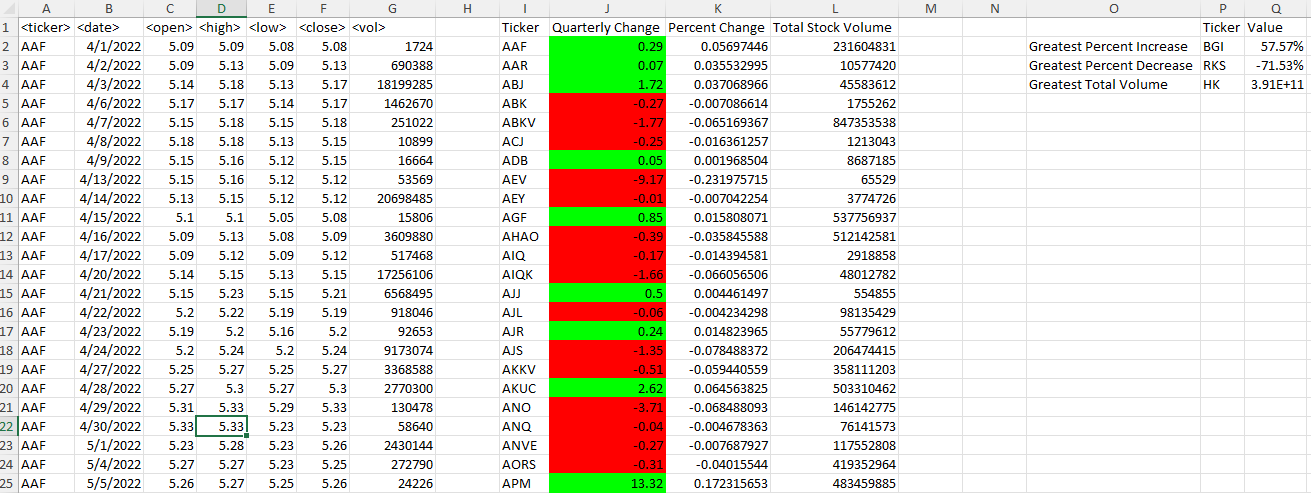 A B C D E F G H I J K L M N O P Q
1 <ticker> <date> <open> <high> <low> <close> <vol> Ticker Quarterly Change Percent Change Total Stock Volume Ticker Value
2 AAF 4/1/2022 5.09 5.09 5.08 5.08 1724 AAF 0.29 0.05697446 231604831 Greatest Percent Increase BGI 57.57%
3 AAF 4/2/2022 5.09 5.13 5.09 5.13 690388 AAR 0.07 0.035532995 10577420 Greatest Percent Decrease RKS -71.53%
4 AAF 4/3/2022 5.14 5.18 5.13 5.17 18199285 ABJ 1.72 0.037068966 45583612 Greatest Total Volume HK 3.91E+11
5 AAF 4/6/2022 5.17 5.17 5.14 5.17 1462670 ABK -0.27 -0.007086614 1755262
6 AAF 4/7/2022 5.15 5.18 5.15 5.18 251022 ABKV -1.77 -0.065169367 847353538
7 AAF 4/8/2022 5.18 5.18 5.13 5.15 10899 ACJ -0.25 -0.016361257 1213043
8 AAF 4/9/2022 5.15 5.16 5.12 5.15 16664 ADB 0.05 0.001968504 8687185
9 AAF 4/13/2022 5.15 5.16 5.12 5.12 53569 AEV -9.17 -0.231975715 65529
10 AAF 4/14/2022 5.13 5.15 5.12 5.12 20698485 AEY -0.01 -0.007042254 3774726
11 AAF 4/15/2022 5.1 5.1 5.05 5.08 15806 AGF 0.85 0.015808071 537756937
12 AAF 4/16/2022 5.09 5.13 5.08 5.09 3609880 AHAO -0.39 -0.035845588 512142581
13 AAF 4/17/2022 5.09 5.12 5.09 5.12 517468 AIQ -0.17 -0.014394581 2918858
14 AAF 4/20/2022 5.14 5.15 5.13 5.15 17256106 AIQK -1.66 -0.066056506 48012782
15 AAF 4/21/2022 5.15 5.23 5.15 5.21 6568495 AJJ 0.5 0.004461497 554855
16 AAF 4/22/2022 5.2 5.22 5.19 5.19 918046 AJL -0.06 -0.004234298 98135429
17 AAF 4/23/2022 5.19 5.2 5.16 5.2 92653 AJR 0.24 0.014823965 55779612
18 AAF 4/24/2022 5.2 5.24 5.2 5.24 9173074 AJS -1.35 -0.078488372 206474415
19 AAF 4/27/2022 5.25 5.27 5.25 5.27 3368588 AKKV -0.51 -0.059440559 358111203
20 AAF 4/28/2022 5.27 5.3 5.27 5.3 2770300 AKUC 2.62 0.064563825 503310462
21 AAF 4/29/2022 5.31 5.33 5.29 5.33 130478 ANO -3.71 -0.068488093 146142775
22 AAF 4/30/2022 5.33 5.33 5.23 5.23 58640 ANQ -0.04 -0.004678363 76141573
23 AAF 5/1/2022 5.23 5.28 5.23 5.26 2430144 ANVE -0.27 -0.007687927 117552808
24 AAF 5/4/2022 5.27 5.27 5.23 5.25 272790 AORS -0.31 -0.04015544 419352964
25 AAF 5/5/2022 5.26 5.27 5.25 5.26 24226 APM 13.32 0.172315653 483459885